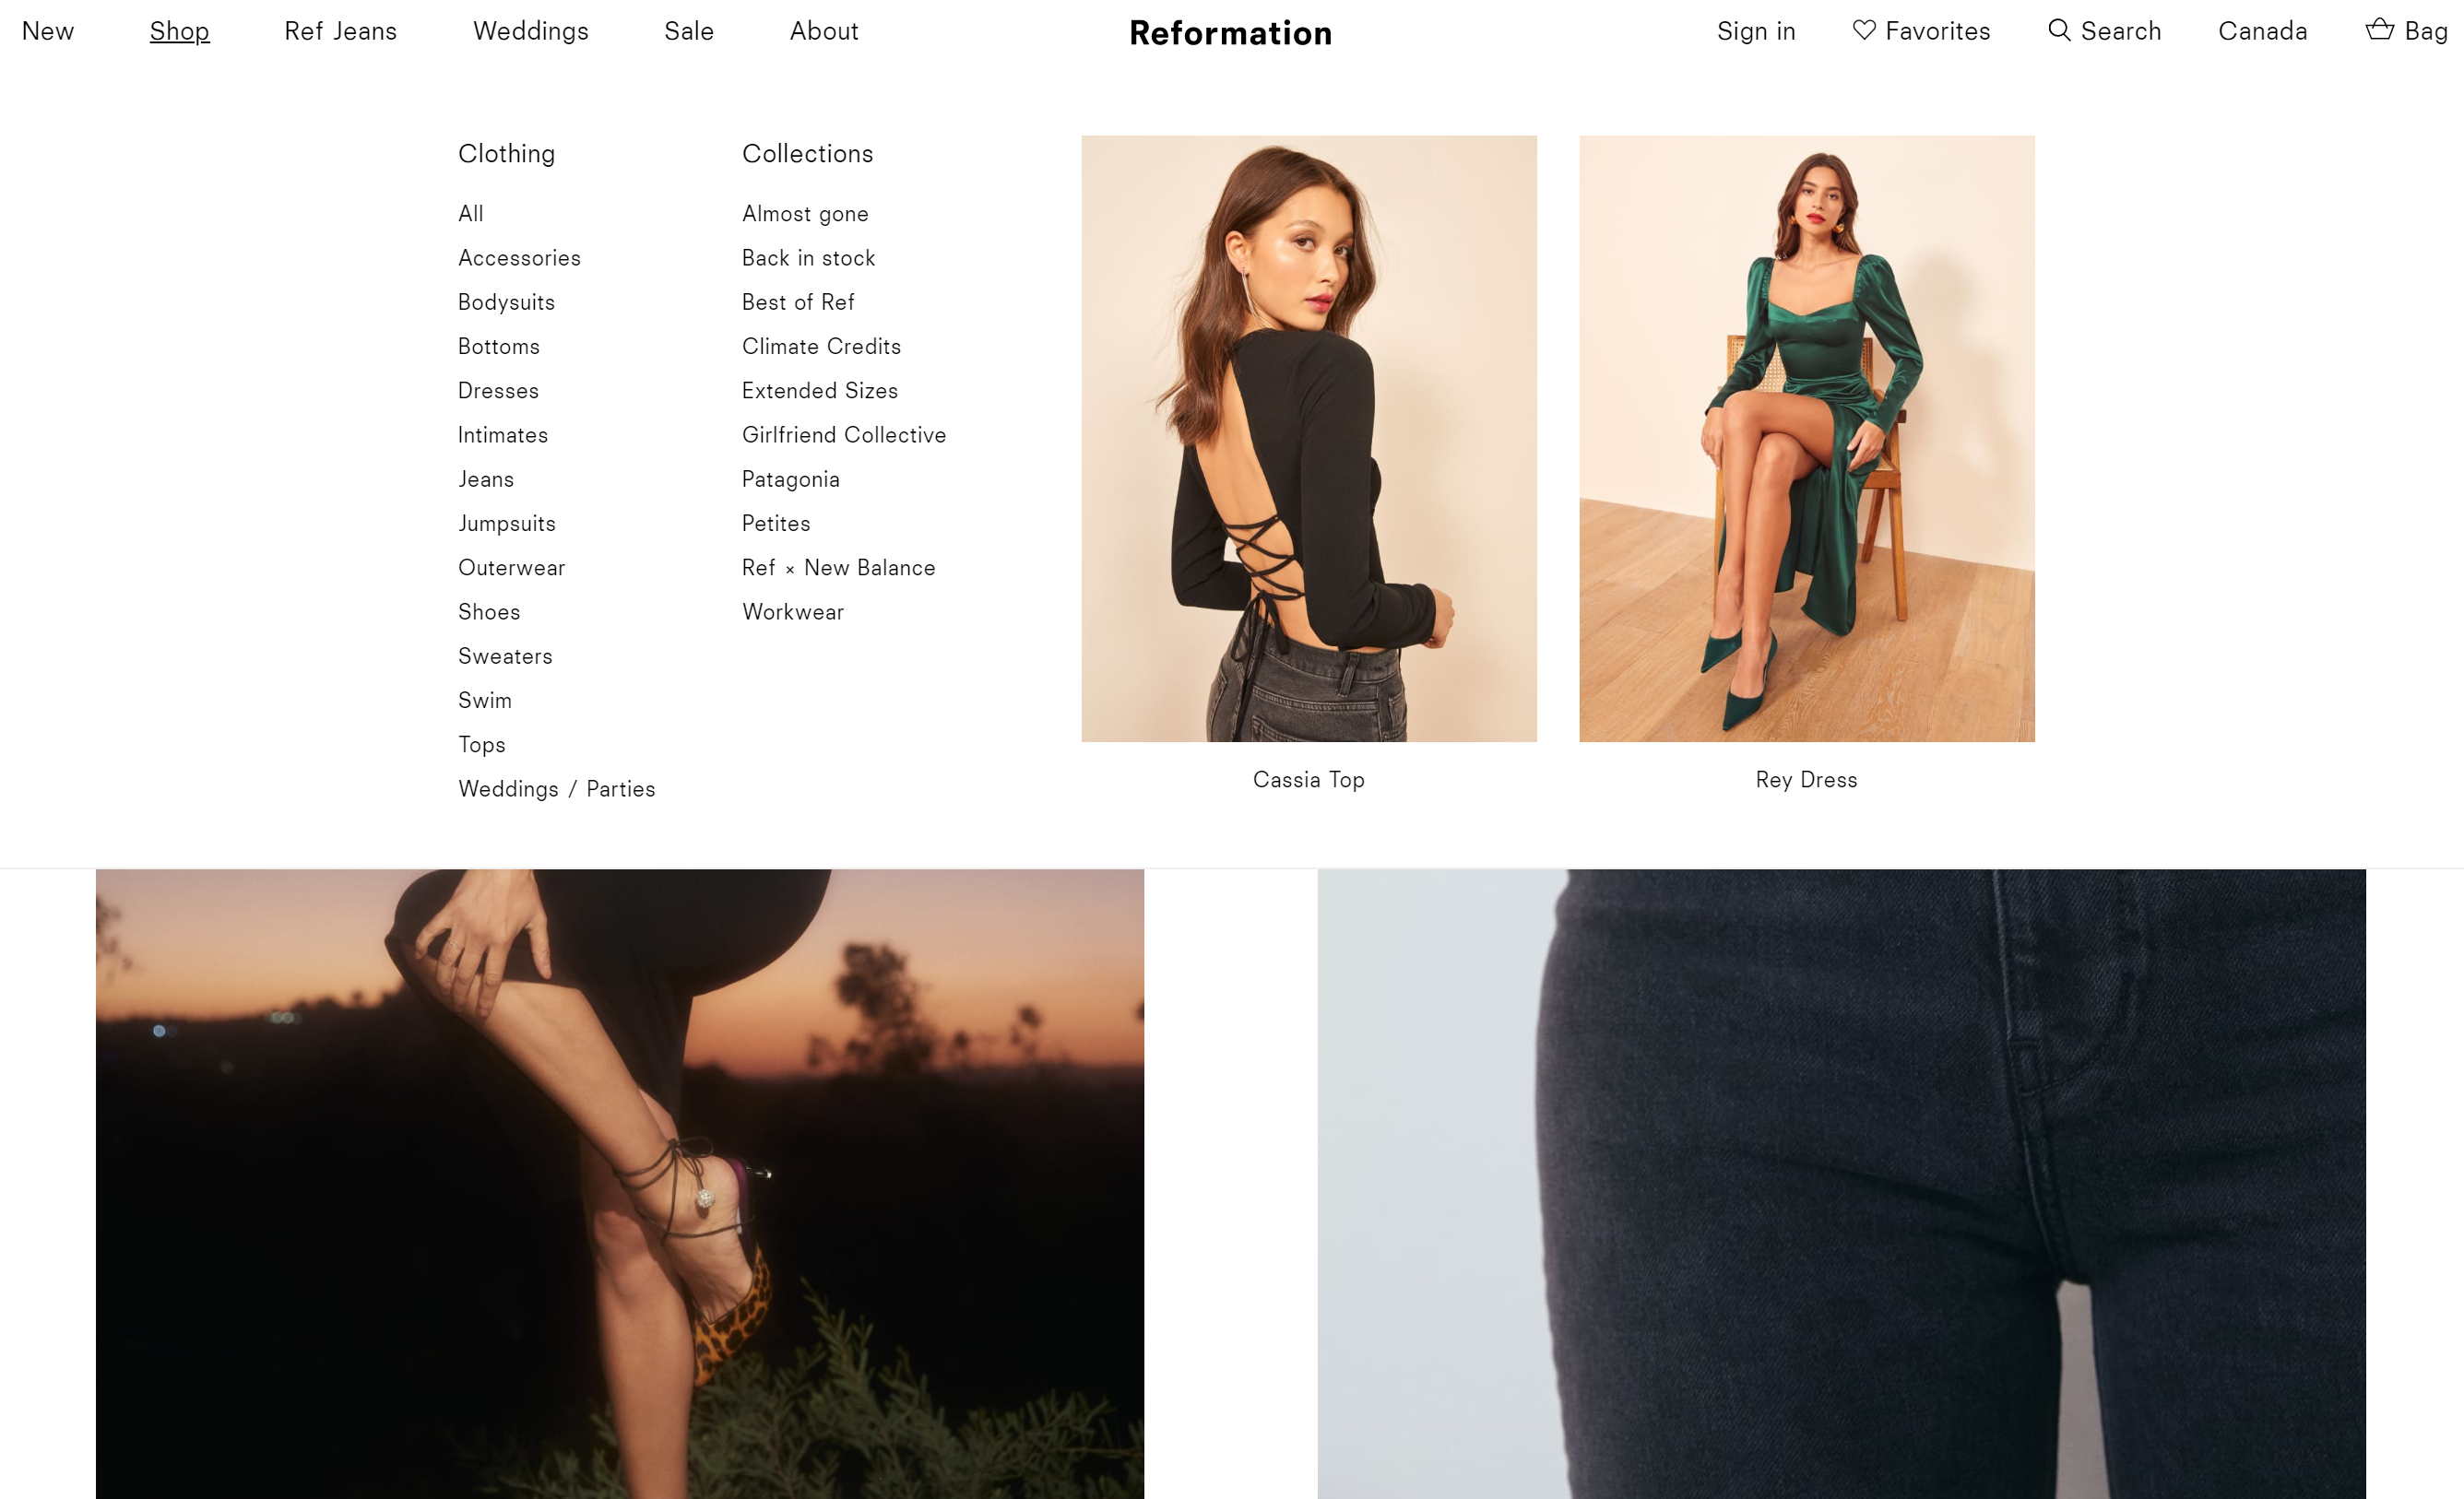 New Shop Ref Jeans Weddings Sale About Reformation Sign in Favorites Search Canada Bag
Clothing
All
Accessories
Bodysuits
Bottoms
Dresses
Intimates
Jeans
Jumpsuits
Outerwear
Shoes
Sweaters
Swim
Tops
Weddings / Parties
Collections
Almost gone
Back in stock
Best of Ref
Climate Credits
Extended Sizes
Girlfriend Collective
Patagonia
Petites
Ref × New Balance
Workwear
Cassia Top
Rey Dress